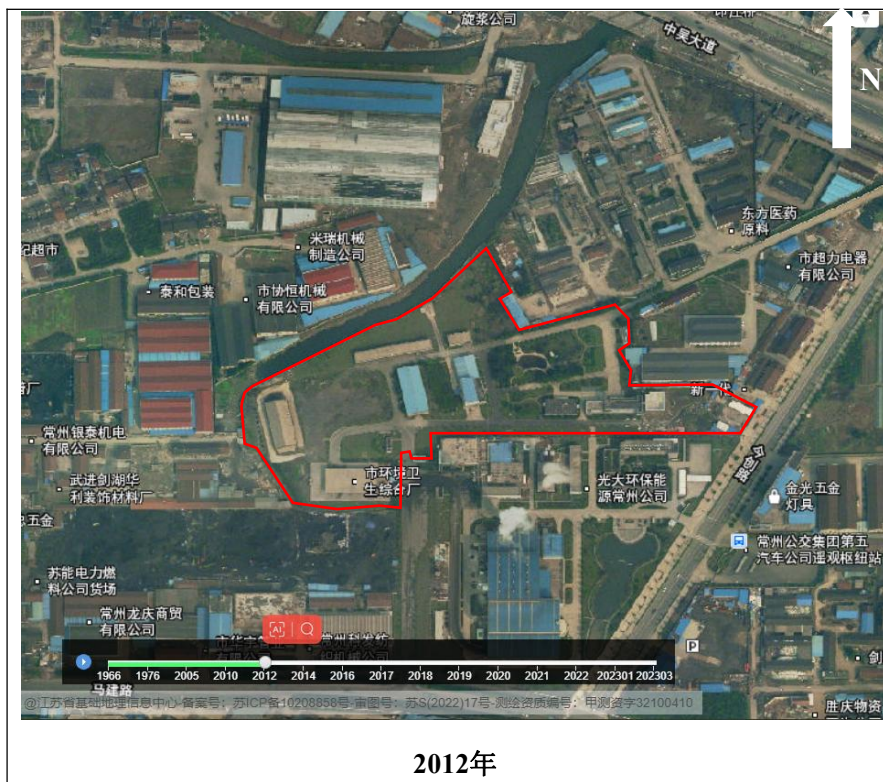 旋浆公司
中吴大道
N
东方医药
原料
市超力电器
有限公司
米瑞机械
制造公司
泰和包装
市协恒机械
有限公司
新一代
常州银泰机电
有限公司
武进剑湖华
利装饰材料厂
市环境卫
生综合厂
光大环保能
源常州公司
金光五金
灯具
常州公交集团第五
汽车公司遥观枢纽站
苏能电力燃
料公司货场
常州龙庆商贸
有限公司
AI
P
1966 1976 2005 2010 2012 2014 2016 2017 2018 2019 2020 2021 2022 202301 202303
马建路
@江苏省基础地理信息中心-备案号：苏ICP备10208858号-审图号：苏S(2022)17号-测绘资质编号：甲测资字32100410
胜庆物资
2012年